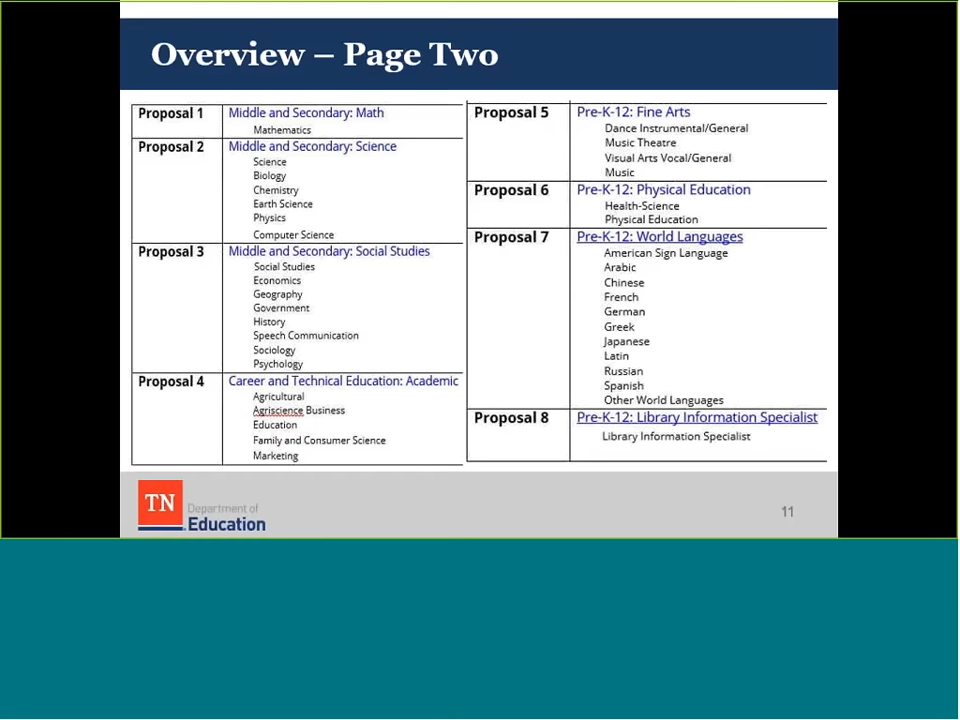 Overview – Page Two
Proposal 1
Middle and Secondary: Math
Mathematics
Proposal 2
Middle and Secondary: Science
Science
Biology
Chemistry
Earth Science
Physics
Computer Science
Proposal 3
Middle and Secondary: Social Studies
Social Studies
Economics
Geography
Government
History
Speech Communication
Sociology
Psychology
Proposal 4
Career and Technical Education: Academic
Agricultural
Agriscience Business
Education
Family and Consumer Science
Marketing
Proposal 5
Pre-K-12: Fine Arts
Dance Instrumental/General
Music Theatre
Visual Arts Vocal/General
Music
Proposal 6
Pre-K-12: Physical Education
Health-Science
Physical Education
Proposal 7
Pre-K-12: World Languages
American Sign Language
Arabic
Chinese
French
German
Greek
Japanese
Latin
Russian
Spanish
Other World Languages
Proposal 8
Pre-K-12: Library Information Specialist
Library Information Specialist
TN
Department of
Education
11